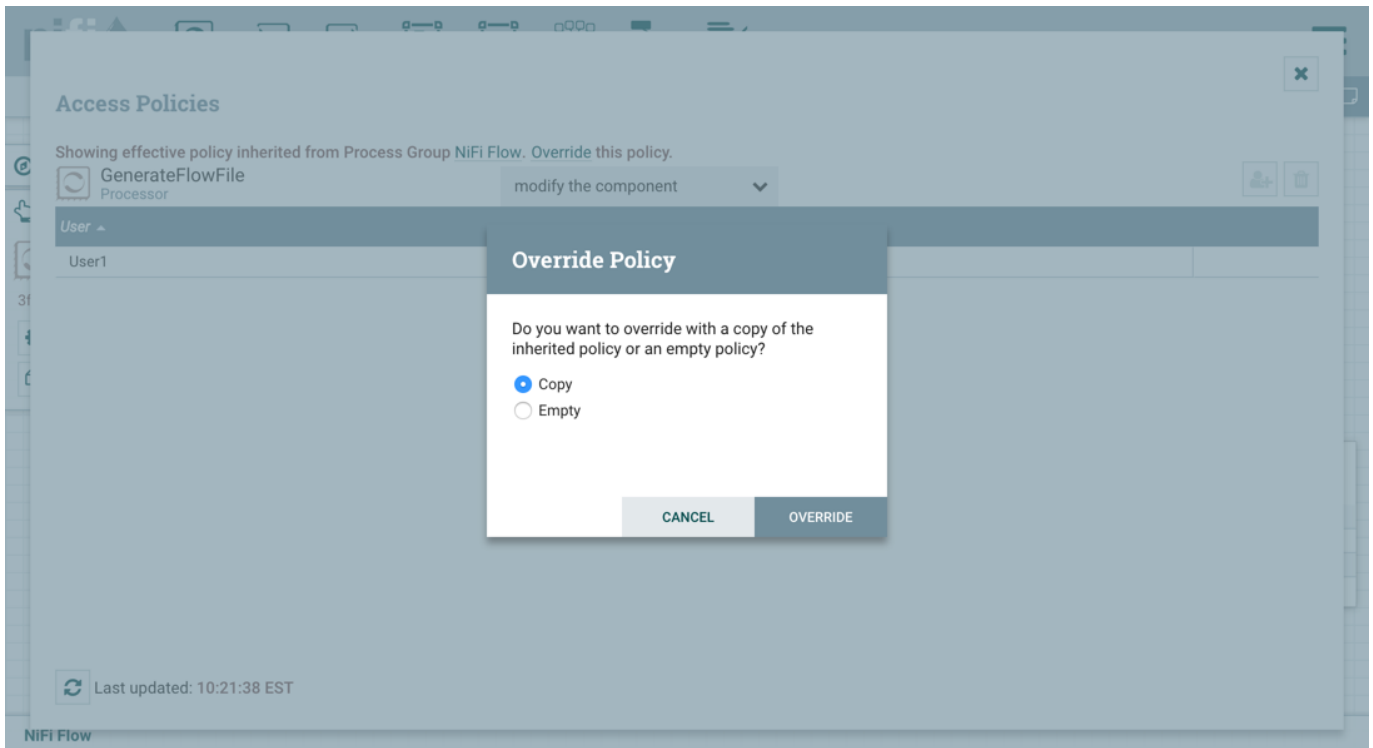 Access Policies
Showing effective policy inherited from Process Group NiFi Flow. Override this policy.
GenerateFlowFile
Processor
modify the component
User
User1
Override Policy
Do you want to override with a copy of the
inherited policy or an empty policy?
Copy
Empty
CANCEL
OVERRIDE
Last updated: 10:21:38 EST
NiFi Flow